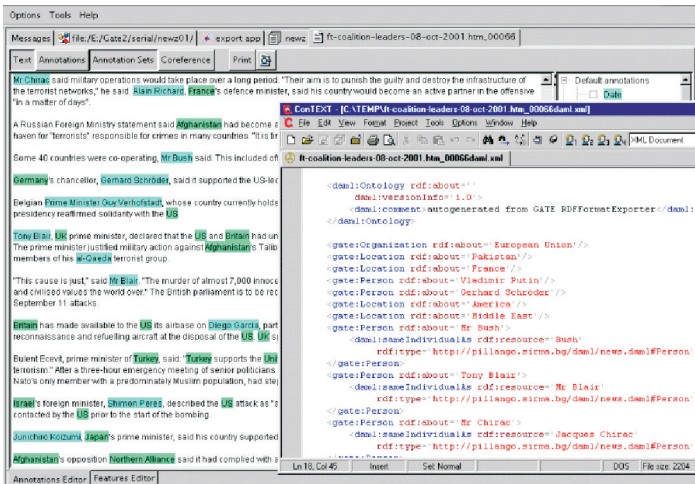 Options Tools Help
Messages file:/E:/Gate2/serial/newz01/ export app newz ft-coalition-leaders-08-oct-2001.htm_00066
Text Annotations Annotation Sets Coreference Print
Mr Chirac said military operations would take place over a long period. "Their aim is to punish the guilty and destroy the infrastructure of
the terrorist networks," he said. Alain Richard, France's defence minister, said his country would become an active partner in the offensive
"in a matter of days".
A Russian Foreign Ministry statement said Afghanistan had become a
haven for "terrorists" responsible for crimes in many countries. "It is tir
Some 40 countries were co-operating, Mr Bush said. This included of
Germany's chancellor, Gerhard Schröder, said it supported the US-lec
Belgian Prime Minister Guy Verhofstadt, whose country currently holds
presidency reaffirmed solidarity with the US.
Tony Blair, UK prime minister, declared that the US and Britain had un
The prime minister justified military action against Afghanistan's Talib
members of his al-Qaeda terrorist group.
"This cause is just," said Mr Blair. "The murder of almost 7,000 innoce
and civilised values the world over." The British parliament is to be rec
September 11 attacks.
Britain has made available to the US its airbase on Diego Garcia, part
reconnaissance and refuelling aircraft at the disposal of the US. UK s
Bulent Ecevit, prime minister of Turkey, said: "Turkey supports the Uni
terrorism." After a three-hour emergency meeting of senior politicians
Nato's only member with a predominately Muslim population, had ste
Israel's foreign minister, Shimon Peres, described the US attack as "s
contacted by the US prior to the start of the bombing.
Junichiro Koizumi, Japan's prime minister, said his country supported
Afghanistan's opposition Northern Alliance said it had complied with a
Annotations Editor Features Editor
Default annotations
Date
ConTEXT - [C:\TEMP\ft-coalition-leaders-08-oct-2001.htm_00066daml.xml]
File Edit View Format Project Tools Options Window Help
XML Document
ft-coalition-leaders-08-oct-2001.htm_00066daml.xml
<daml:Ontology rdf:about=''
daml:versionInfo='1.0'>
<daml:comment>autogenerated from GATE RDFFormatExporter</daml:
</daml:Ontology>
<gate:Organization rdf:about='European Union'/>
<gate:Location rdf:about='Pakistan'/>
<gate:Location rdf:about='France'/>
<gate:Person rdf:about='Vladimir Putin'/>
<gate:Person rdf:about='Gerhard Schröder'/>
<gate:Location rdf:about='America'/>
<gate:Location rdf:about='Middle East'/>
<gate:Person rdf:about='Mr Bush'>
<daml:sameIndividualAs rdf:resource='Bush'
rdf:type='http://pillango.sirma.bg/daml/news.daml#Person'
</gate:Person>
<gate:Person rdf:about='Tony Blair'>
<daml:sameIndividualAs rdf:resource='Mr Blair'
rdf:type='http://pillango.sirma.bg/daml/news.daml#Person'
</gate:Person>
<gate:Person rdf:about='Mr Chirac'>
<daml:sameIndividualAs rdf:resource='Jacques Chirac'
rdf:type='http://pillango.sirma.bg/daml/news.daml#Person'
Ln 18, Col 45 Insert Sel: Normal DOS File size: 2204